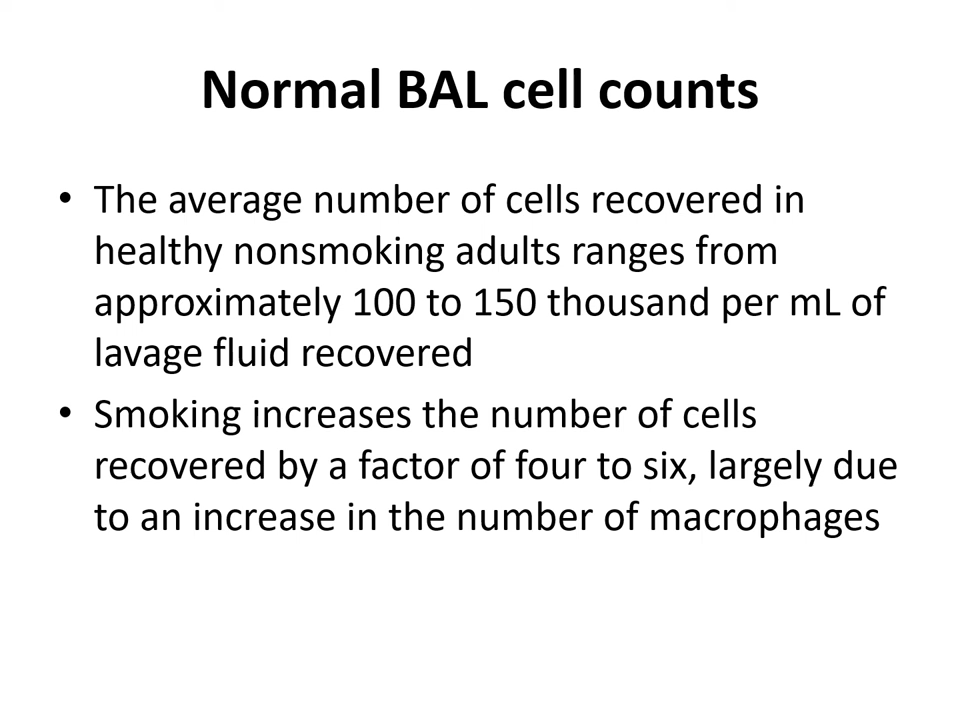 Normal BAL cell counts
• The average number of cells recovered in
healthy nonsmoking adults ranges from
approximately 100 to 150 thousand per mL of
lavage fluid recovered
• Smoking increases the number of cells
recovered by a factor of four to six, largely due
to an increase in the number of macrophages